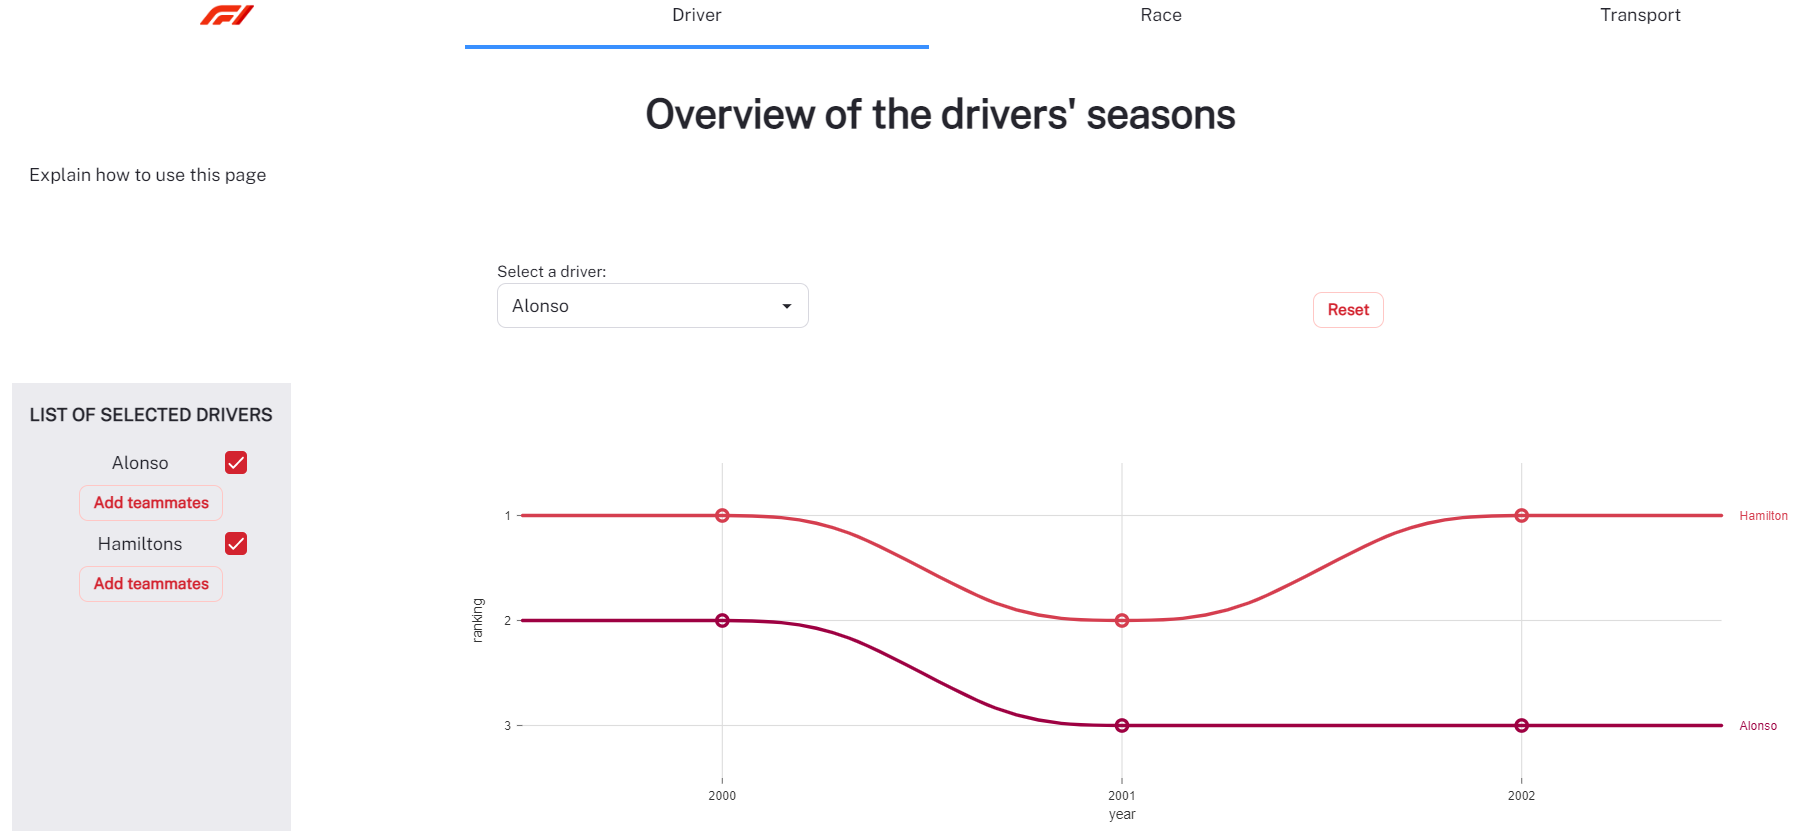 Driver
Race
Transport
Overview of the drivers' seasons
Explain how to use this page
Select a driver:
Alonso
Reset
LIST OF SELECTED DRIVERS
Alonso
Add teammates
Hamiltons
Add teammates
ranking
1
2
3
Hamilton
Alonso
2000
2001
2002
year